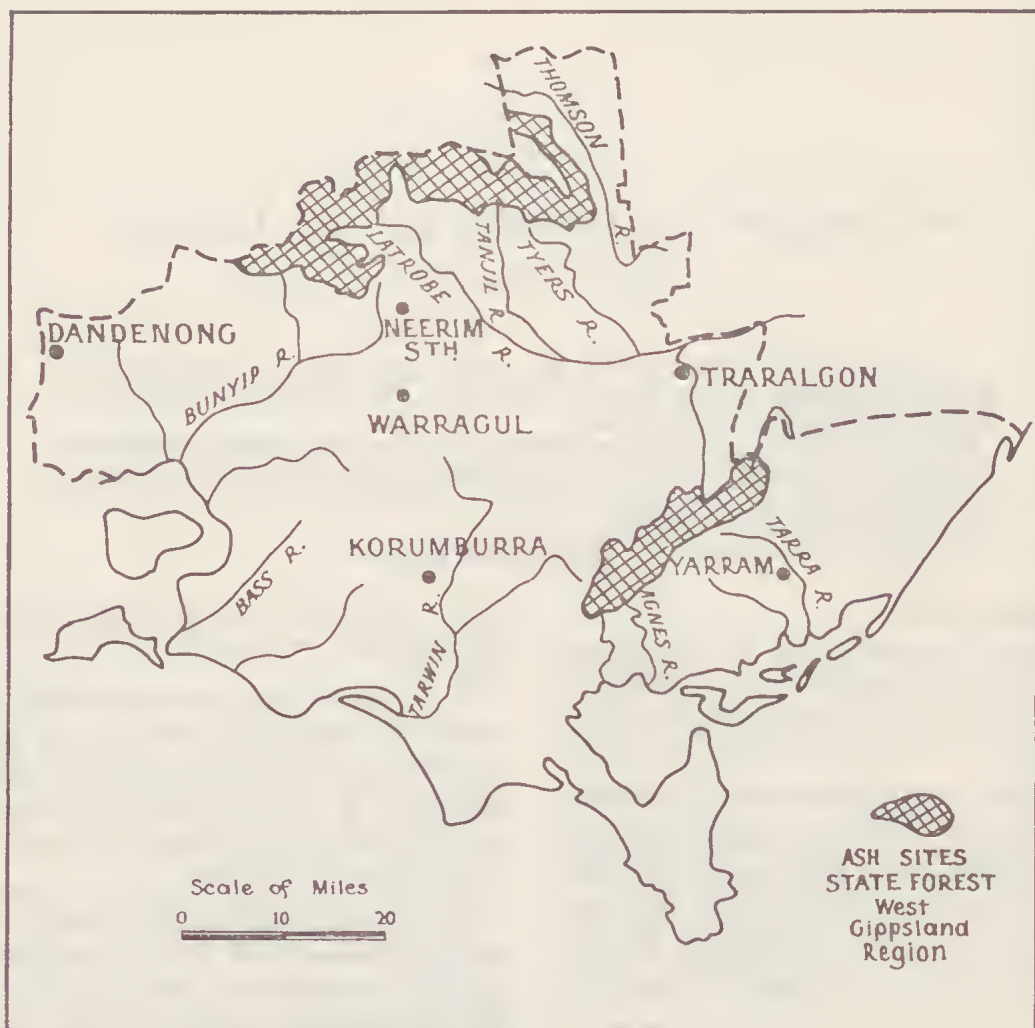 THOMSON R.
LATROBE R.
TANJIL R.
TYERS R.
DANDENONG
NEERIM
STH.
BUNYIP R.
TRARALGON
WARRAGUL
KORUMBURRA
BASS R.
TARWIN R.
YARRAM
TARRA R.
AGNES R.
Scale of Miles
0 10 20
ASH SITES
STATE FOREST
West
Gippsland
Region